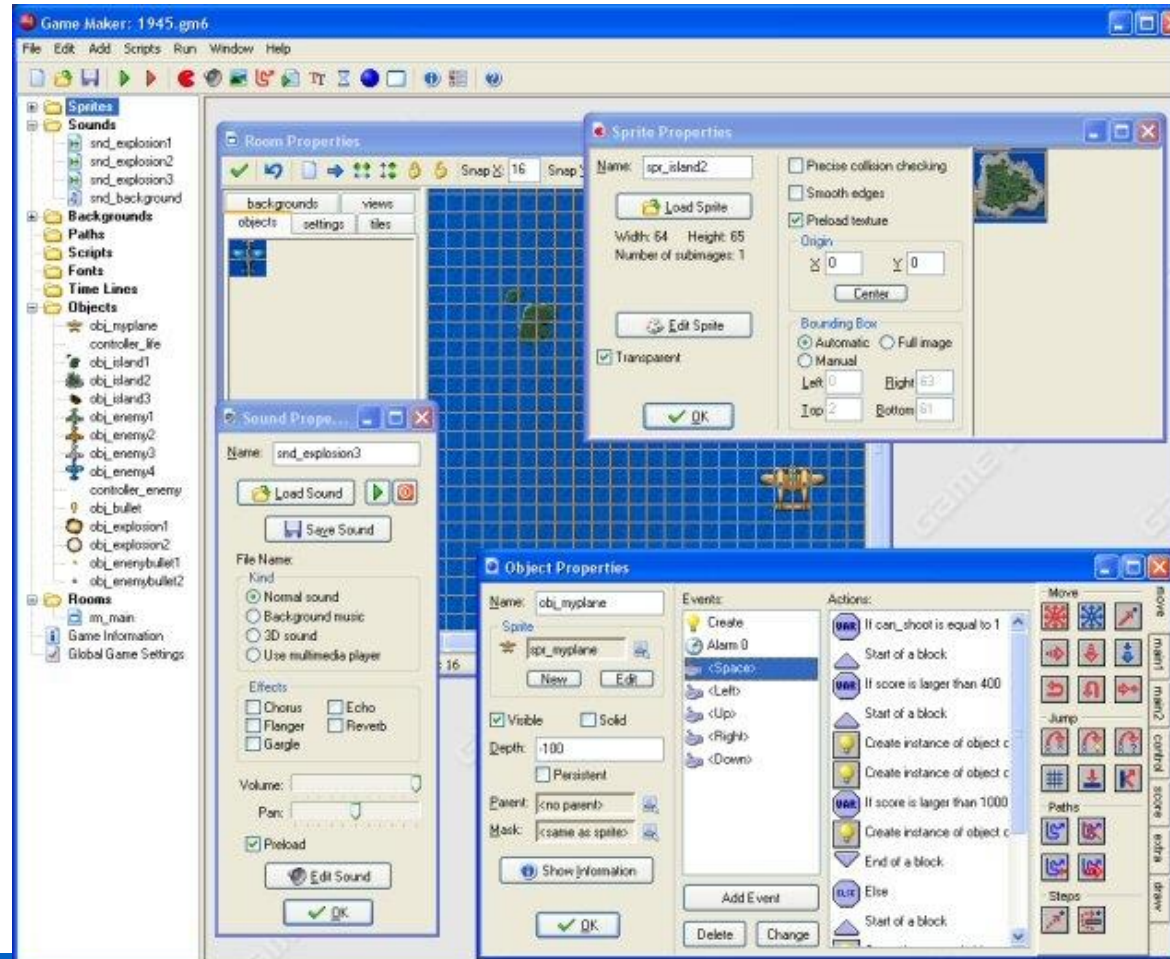 Game Maker: 1945.gm6
File Edit Add Scripts Run Window Help
Sprites
Sounds
snd_explosion1
snd_explosion2
snd_explosion3
snd_background
Backgrounds
Paths
Scripts
Fonts
Time Lines
Objects
obj_myplane
controller_life
obj_island1
obj_island2
obj_island3
obj_enemy1
obj_enemy2
obj_enemy3
obj_enemy4
controller_enemy
obj_bullet
obj_explosion1
obj_explosion2
obj_enemybullet1
obj_enemybullet2
Rooms
rm_main
Game Information
Global Game Settings
Room Properties
Snap X: 16 Snap
backgrounds views
objects settings tiles
: 16
Sprite Properties
Name: spr_island2
Load Sprite
Width: 64 Height: 65
Number of subimages: 1
Edit Sprite
Transparent
OK
Precise collision checking
Smooth edges
Preload texture
Origin
X 0 Y 0
Center
Bounding Box
Automatic Full image
Manual
Left 0 Right 63
Top 2 Bottom 61
Sound Prope...
Name: snd_explosion3
Load Sound
Save Sound
File Name:
Kind
Normal sound
Background music
3D sound
Use multimedia player
Effects
Chorus Echo
Flanger Reverb
Gargle
Volume:
Pan:
Preload
Edit Sound
OK
Object Properties
Name: obj_myplane
Sprite
spr_myplane
New Edit
Visible Solid
Depth: -100
Persistent
Parent: <no parent>
Mask: <same as sprite>
Show Information
OK
Events:
Create
Alarm 0
<Space>
<Left>
<Up>
<Right>
<Down>
Add Event
Delete Change
Actions:
VAR If can_shoot is equal to 1
Start of a block
VAR If score is larger than 400
Start of a block
Create instance of object c
Create instance of object c
VAR If score is larger than 1000
Create instance of object c
End of a block
ELSE Else
Start of a block
Move
Jump
Paths
Steps
move
main1
main2
control
score
extra
draw